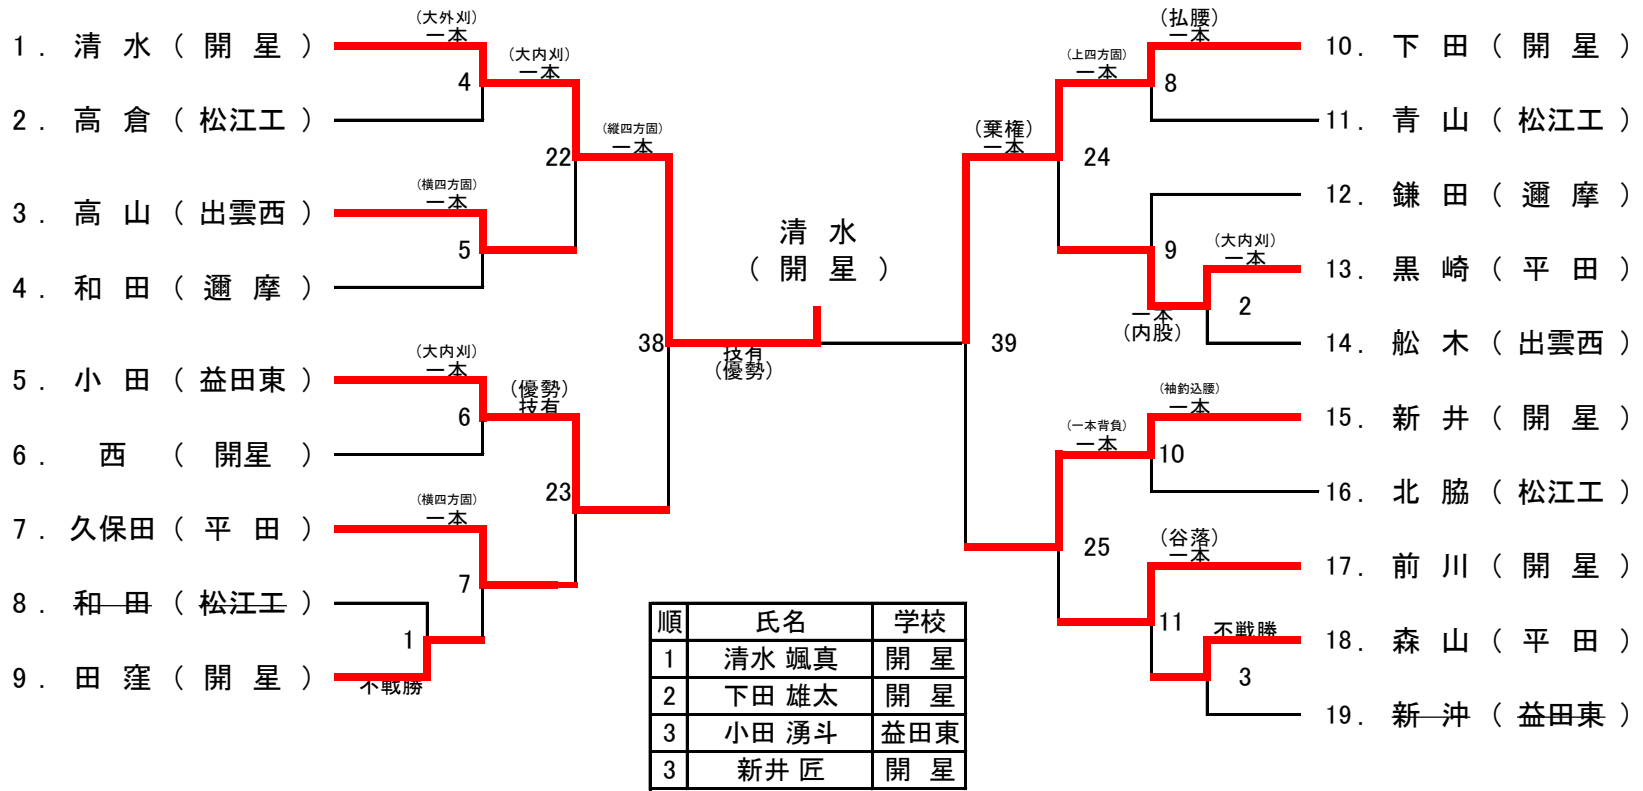 1. 清 水 ( 開 星 )
(大外刈)
一本
2. 高 倉 ( 松江工 )
4
(大内刈)
一本
3. 高 山 ( 出雲西 )
(横四方固)
一本
4. 和 田 ( 邇 摩 )
5
22
(縦四方固)
一本
5. 小 田 ( 益田東 )
(大内刈)
一本
6. 西 ( 開星 )
6
(優勢)
技有
7. 久保田 ( 平 田 )
(横四方固)
一本
8. 和 田 ( 松江工 )
7
23
9. 田 窪 ( 開 星 )
1
不戦勝
38
清 水
( 開 星 )
技有
(優勢)
(払腰)
一本
10. 下 田 ( 開 星 )
(上四方固)
一本
8
11. 青 山 ( 松江工 )
(棄権)
一本
24
12. 鎌 田 ( 邇 摩 )
9
(大内刈)
一本
13. 黒 崎 ( 平 田 )
一本
(内股)
2
14. 舩 木 ( 出雲西 )
39
(袖釣込腰)
一本
15. 新 井 ( 開 星 )
(一本背負)
一本
10
16. 北 脇 ( 松江工 )
25
(谷落)
一本
17. 前 川 ( 開 星 )
11
不戦勝
18. 森 山 ( 平 田 )
3
19. 新 沖 ( 益田東 )
順 氏名 学校
1 清水 颯真 開 星
2 下田 雄太 開 星
3 小田 湧斗 益田東
3 新井 匠 開 星